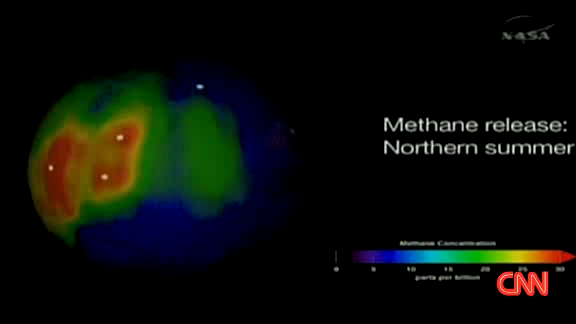 NASA
Methane release:
Northern summer
Methane Concentration
0 5 10 15 20 25 30
parts per billion
CNN